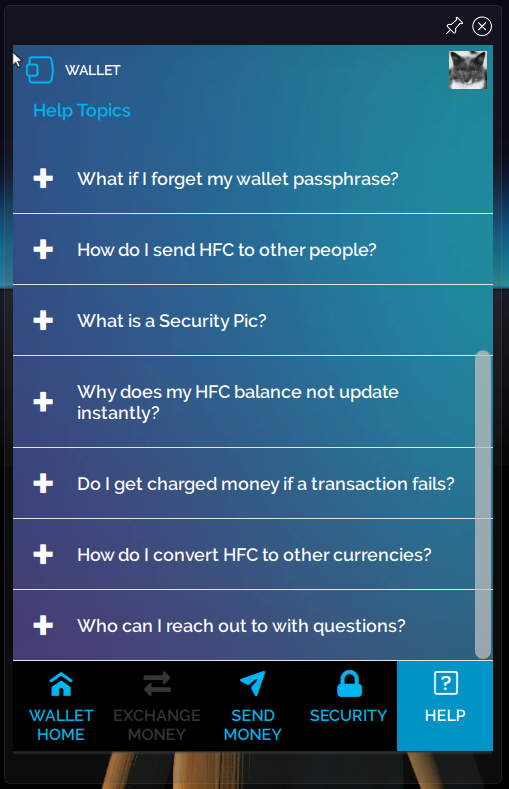 WALLET
Help Topics
What if I forget my wallet passphrase?
How do I send HFC to other people?
What is a Security Pic?
Why does my HFC balance not update
instantly?
Do I get charged money if a transaction fails?
How do I convert HFC to other currencies?
Who can I reach out to with questions?
WALLET
HOME
EXCHANGE
MONEY
SEND
MONEY
SECURITY
HELP